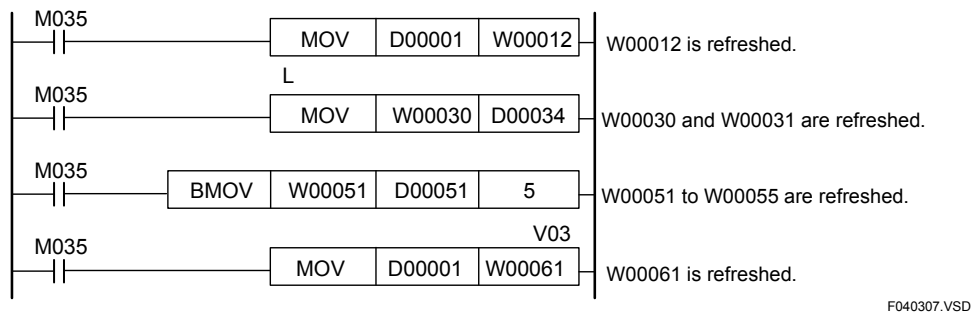 M035
MOV D00001 W00012 W00012 is refreshed.
L
M035
MOV W00030 D00034 W00030 and W00031 are refreshed.
M035
BMOV W00051 D00051 5 W00051 to W00055 are refreshed.
V03
M035
MOV D00001 W00061 W00061 is refreshed.
F040307.VSD